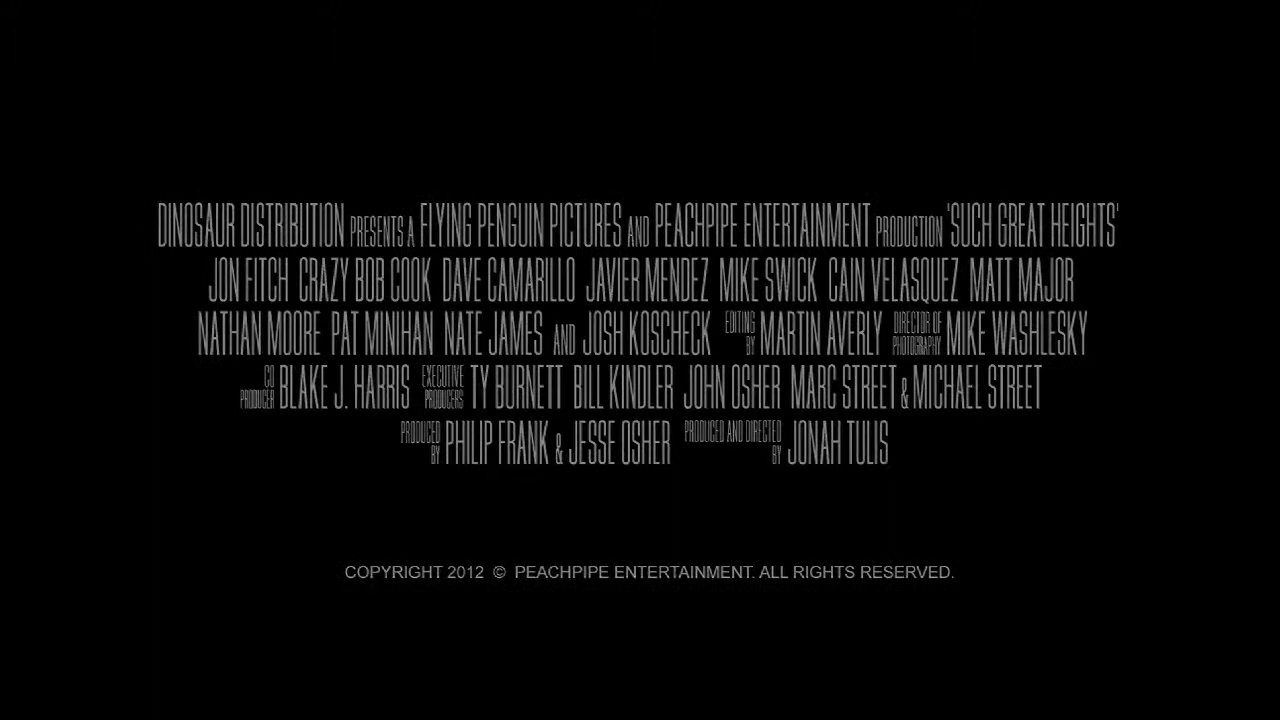 DINOSAUR DISTRIBUTION PRESENTS A FLYING PENGUIN PICTURES AND PEACHPIPE ENTERTAINMENT PRODUCTION 'SUCH GREAT HEIGHTS'
JON FITCH CRAZY BOB COOK DAVE CAMARILLO JAVIER MENDEZ MIKE SWICK CAIN VELASQUEZ MATT MAJOR
NATHAN MOORE PAT MINIHAN NATE JAMES AND JOSH KOSCHECK EDITING BY MARTIN AVERLY DIRECTOR OF PHOTOGRAPHY MIKE WASHLESKY
CO PRODUCER BLAKE J. HARRIS EXECUTIVE PRODUCERS TY BURNETT BILL KINDLER JOHN OSHER MARC STREET & MICHAEL STREET
PRODUCED BY PHILIP FRANK & JESSE OSHER PRODUCED AND DIRECTED BY JONAH TULIS
COPYRIGHT 2012 © PEACHPIPE ENTERTAINMENT. ALL RIGHTS RESERVED.